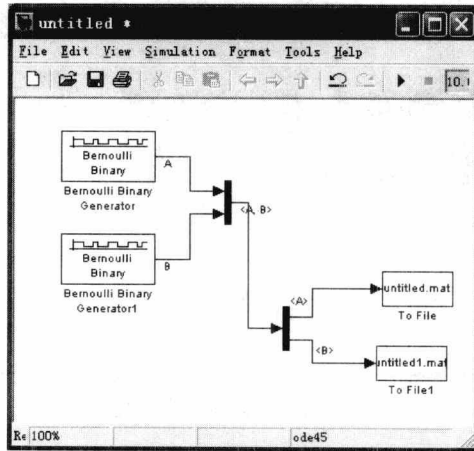 untitled *
File Edit View Simulation Format Tools Help
10.
Bernoulli
Binary
A
Bernoulli Binary
Generator
<A, B>
Bernoulli
Binary
B
Bernoulli Binary
Generator1
<A>
untitled.mat
To File
<B>
untitled1.mat
To File1
Re 100% ode45